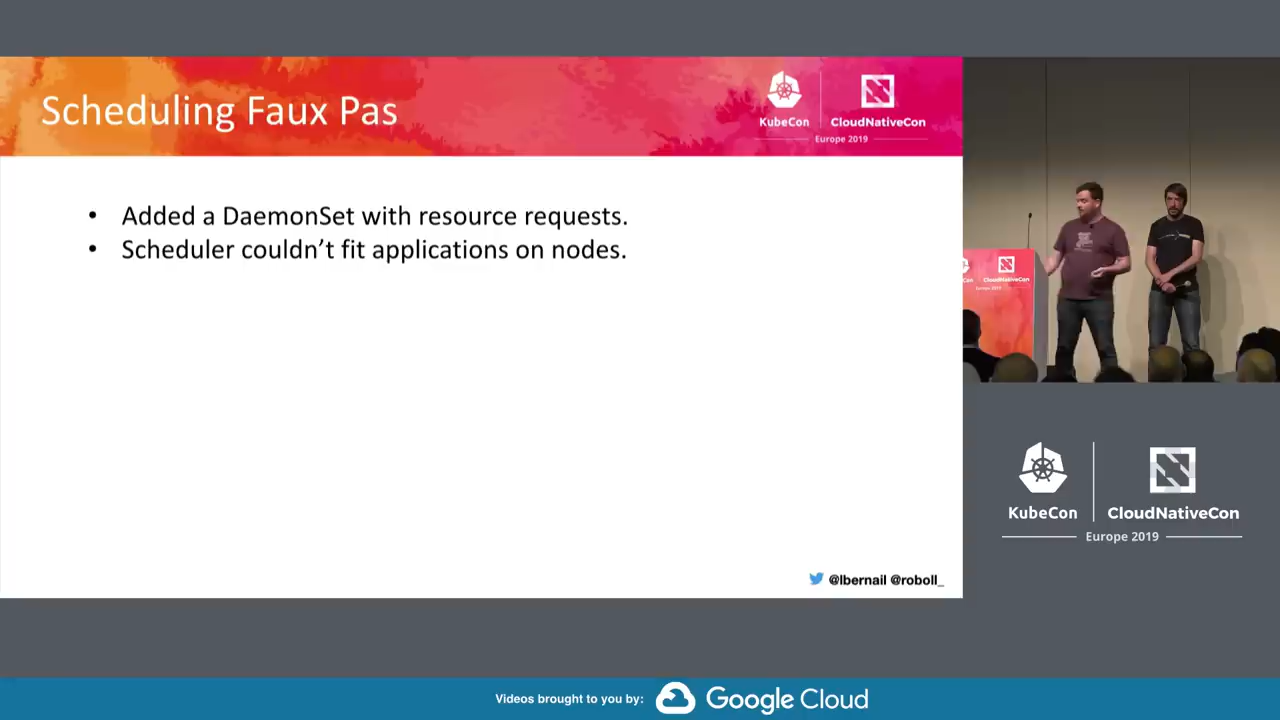 Scheduling Faux Pas
KubeCon
CloudNativeCon
Europe 2019
• Added a DaemonSet with resource requests.
• Scheduler couldn’t fit applications on nodes.
@lbernail @roboll_
CloudNativeCon
KubeCon
CloudNativeCon
Europe 2019
Videos brought to you by:
Google Cloud